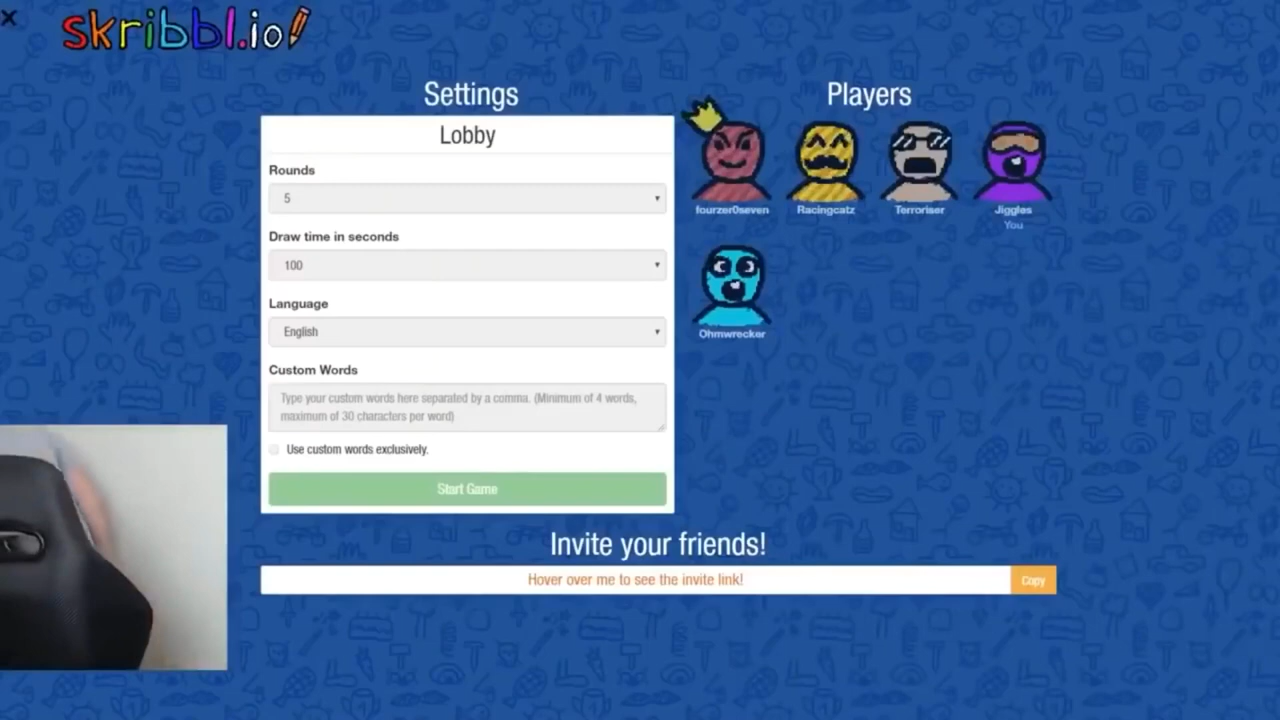 skribbl.io
Settings
Players
Lobby
Rounds
5
Draw time in seconds
100
Language
English
Custom Words
Type your custom words here separated by a comma. (Minimum of 4 words,
maximum of 30 characters per word)
Use custom words exclusively.
Start Game
fourzer0seven
Racingcatz
Terroriser
Jiggles
You
Ohmwrecker
Invite your friends!
Hover over me to see the invite link!
Copy